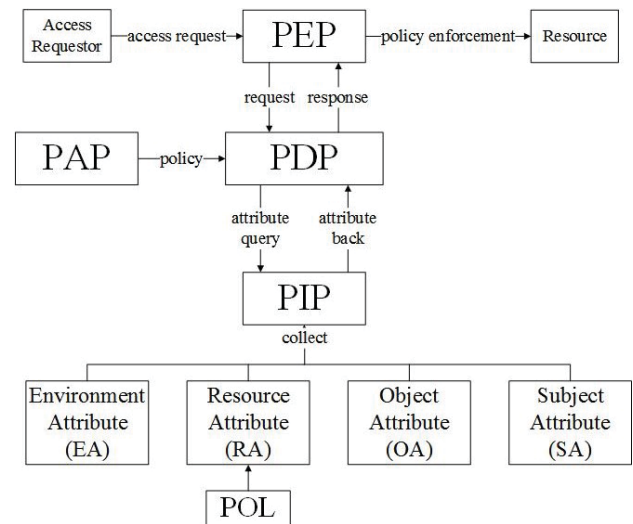 Access
Requestor
access request
PEP
policy enforcement
Resource
request
response
PAP
policy
PDP
attribute
query
attribute
back
PIP
collect
Environment
Attribute
(EA)
Resource
Attribute
(RA)
Object
Attribute
(OA)
Subject
Attribute
(SA)
POL